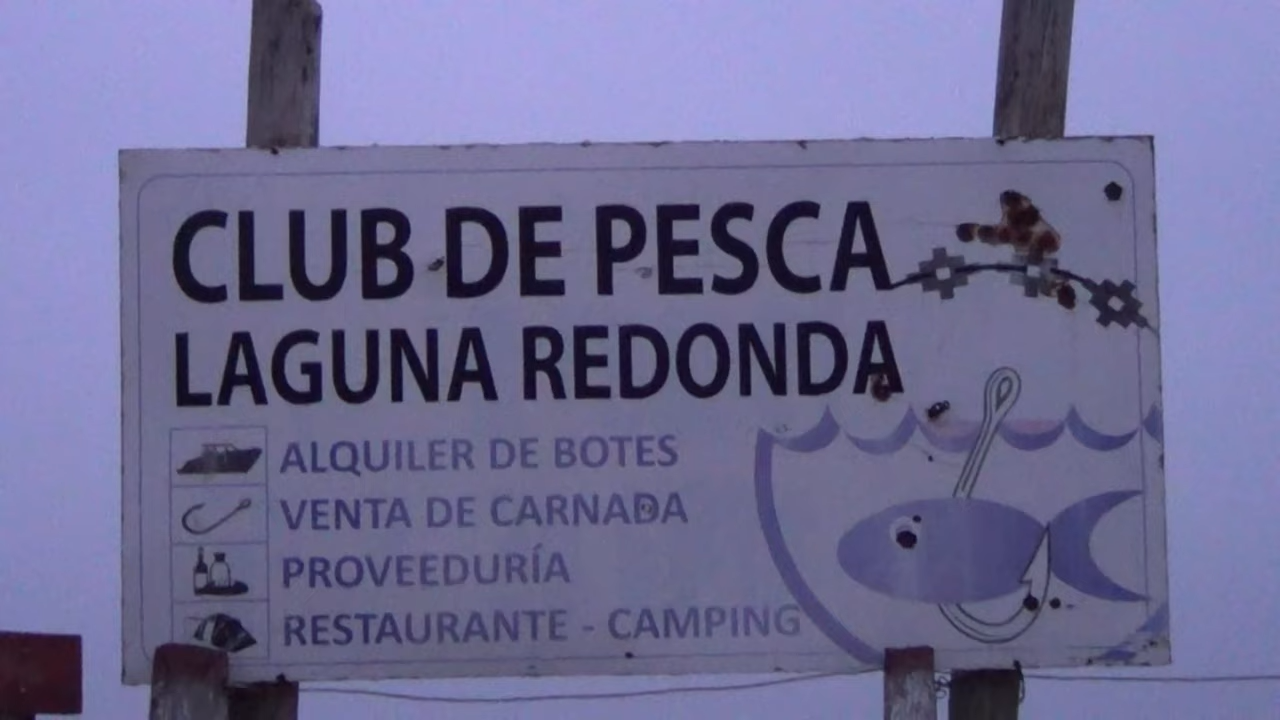 CLUB DE PESCA
LAGUNA REDONDA
ALQUILER DE BOTES
VENTA DE CARNADA
PROVEEDURÍA
RESTAURANTE - CAMPING